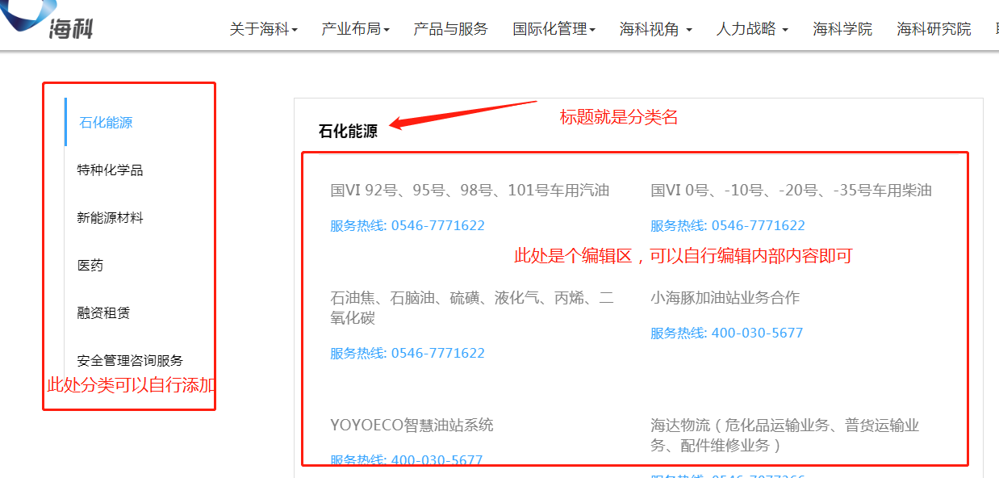 海科
关于海科 产业布局 产品与服务 国际化管理 海科视角 人力战略 海科学院 海科研究院
石化能源
特种化学品
新能源材料
医药
融资租赁
安全管理咨询服务
此处分类可以自行添加
石化能源
标题就是分类名
国VI 92号、95号、98号、101号车用汽油
服务热线: 0546-7771622
国VI 0号、-10号、-20号、-35号车用柴油
服务热线: 0546-7771622
此处是个编辑区，可以自行编辑内部内容即可
石油焦、石脑油、硫磺、液化气、丙烯、二
氧化碳
服务热线: 0546-7771622
小海豚加油站业务合作
服务热线: 400-030-5677
YOYOECO智慧油站系统
服务热线: 400-030-5677
海达物流（危化品运输业务、普货运输业
务、配件维修业务）